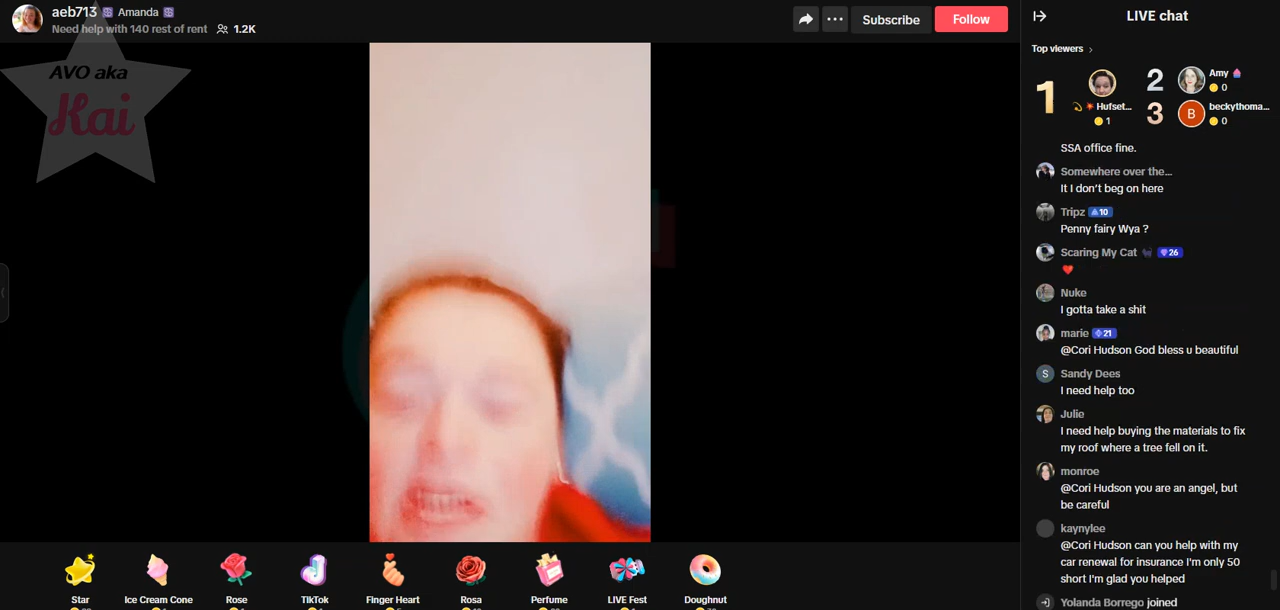 aeb713 Amanda
Need help with 140 rest of rent 1.2K
Subscribe
Follow
AVO aka
Kai
LIVE chat
Top viewers
1
Hufset...
1
2
Amy
0
3
B
beckythoma...
0
SSA office fine.
Somewhere over the...
It I don't beg on here
Tripz 10
Penny fairy Wya ?
Scaring My Cat 26
Nuke
I gotta take a shit
marie 21
@Cori Hudson God bless u beautiful
S Sandy Dees
I need help too
Julie
I need help buying the materials to fix
my roof where a tree fell on it.
monroe
@Cori Hudson you are an angel, but
be careful
kaynylee
@Cori Hudson can you help with my
car renewal for insurance I'm only 50
short I'm glad you helped
Yolanda Borrego joined
Star
Ice Cream Cone
Rose
TikTok
Finger Heart
Rosa
Perfume
LIVE Fest
Doughnut